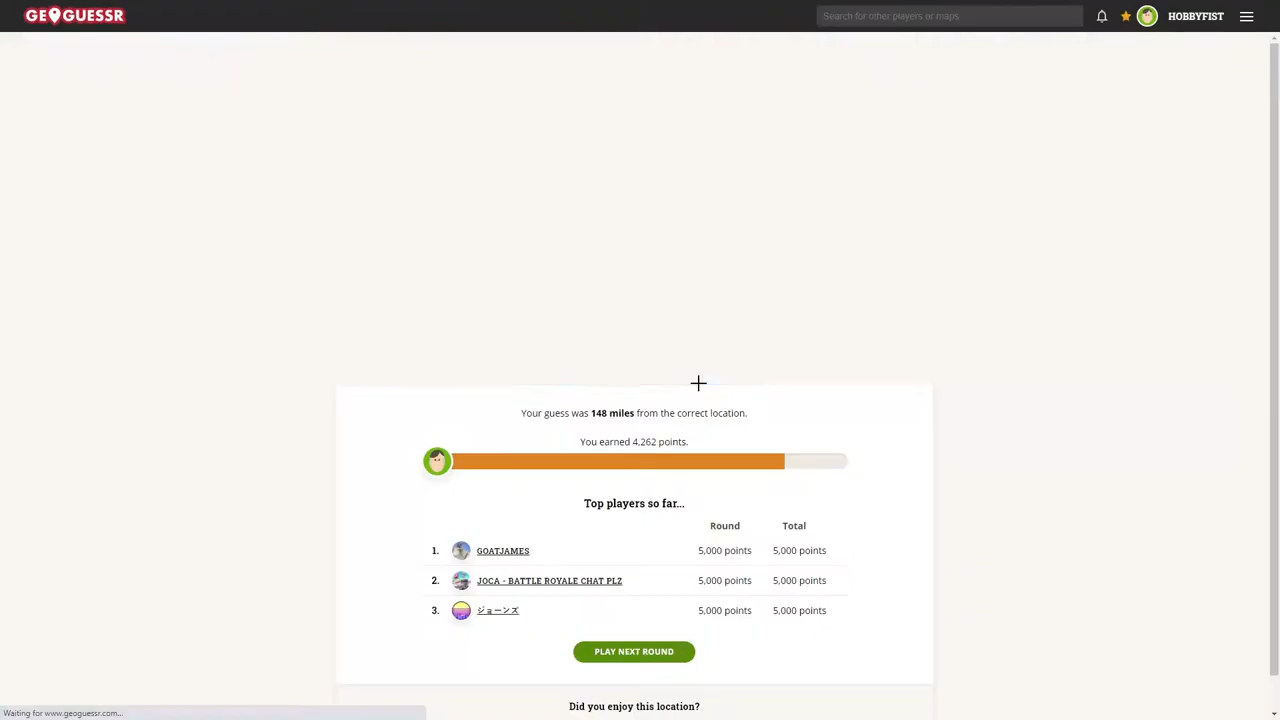 GEOGUESSR
Search for other players or maps
HOBBYFIST
Your guess was 148 miles from the correct location.
You earned 4,262 points.
Top players so far...
Round Total
1. GOATJAMES 5,000 points 5,000 points
2. JOCA - BATTLE ROYALE CHAT PLZ 5,000 points 5,000 points
3. ジョーンズ 5,000 points 5,000 points
PLAY NEXT ROUND
Did you enjoy this location?
Waiting for www.geoguessr.com...